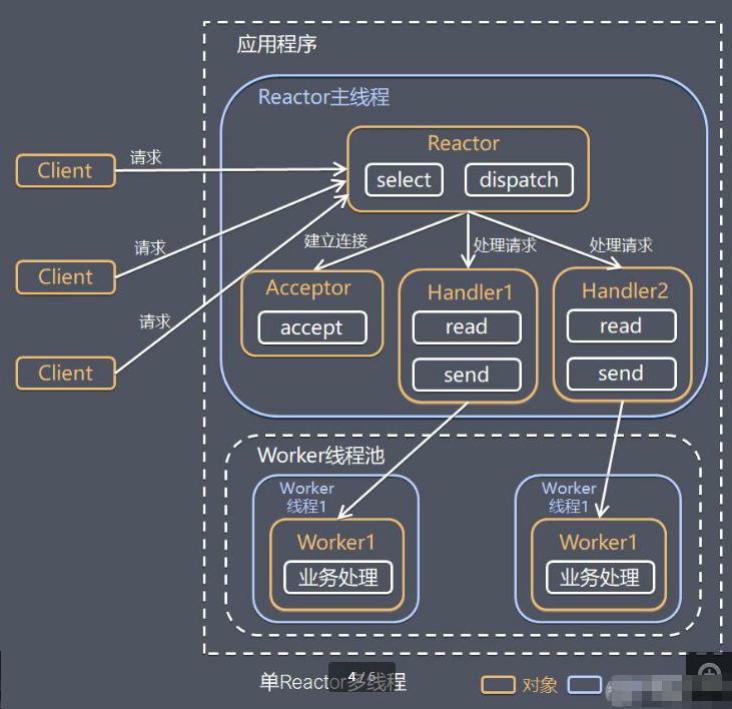 应用程序
Reactor主线程
Reactor
select
dispatch
Client
请求
Client
请求
Client
请求
建立连接
处理请求
处理请求
Acceptor
accept
Handler1
read
send
Handler2
read
send
Worker线程池
Worker
线程1
Worker1
业务处理
Worker
线程1
Worker1
业务处理
单Reactor多线程
4
对象